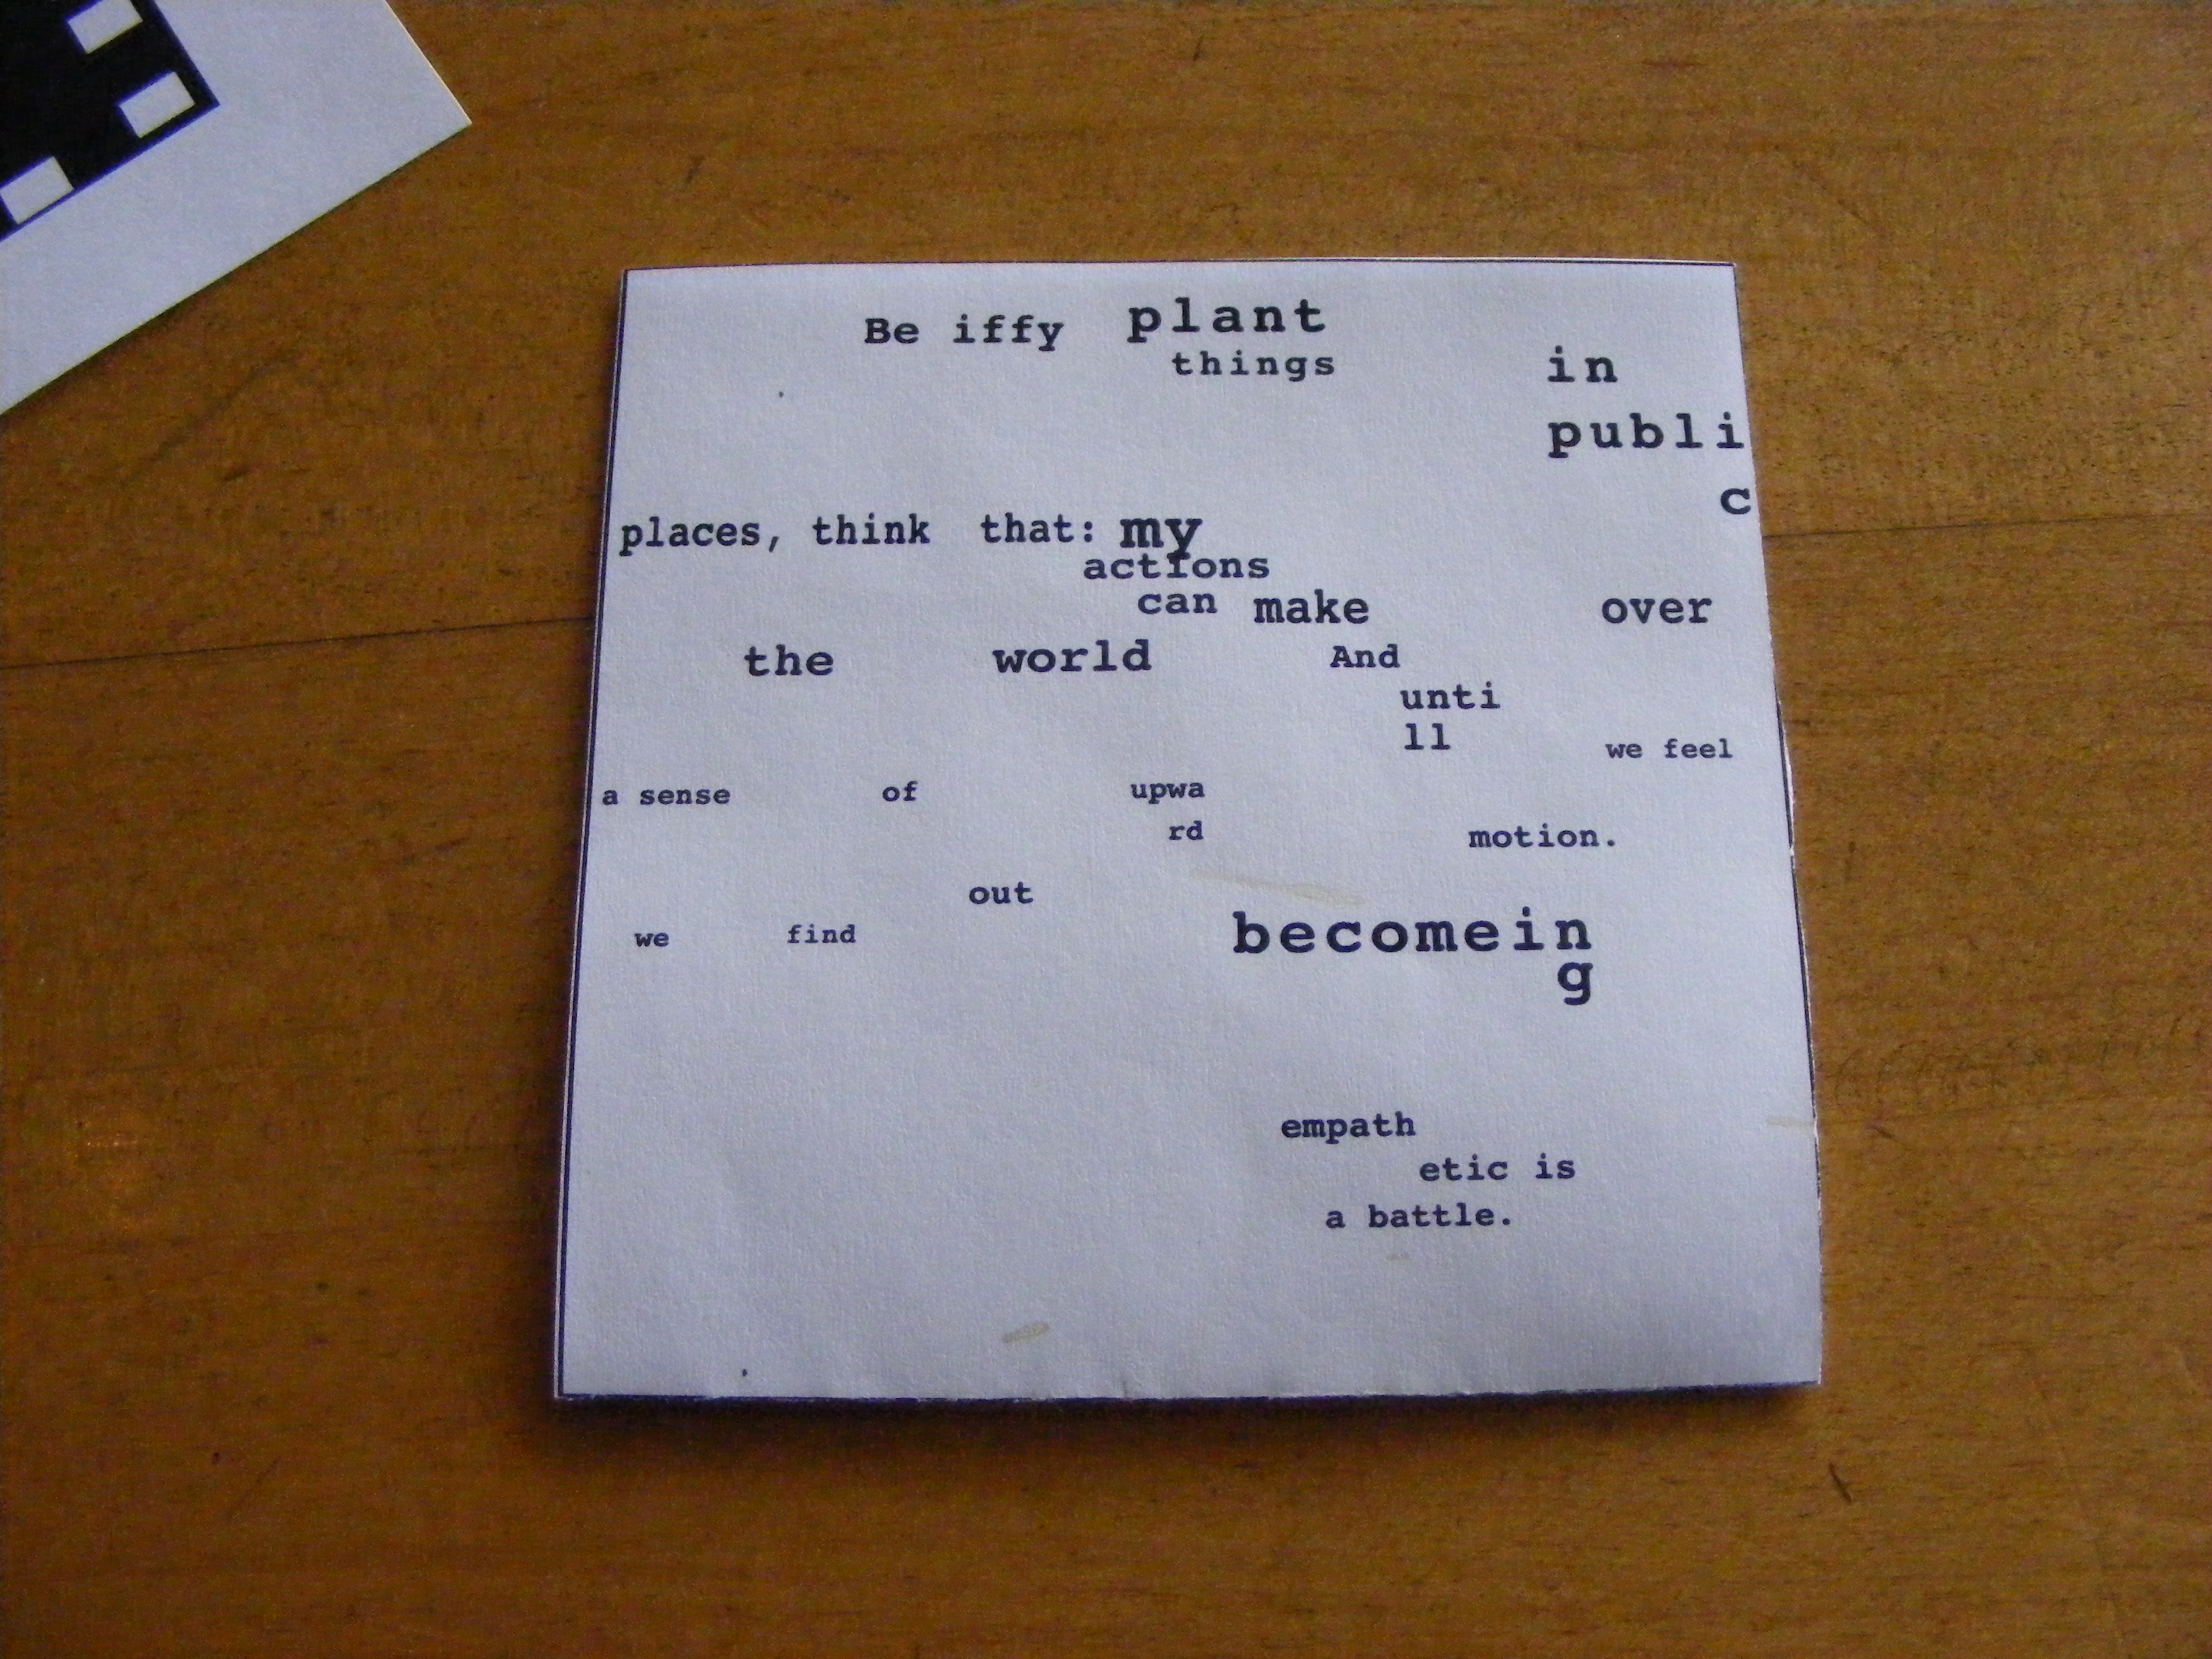 Be iffy plant
things
in
publi
c
places, think that: my
actions
can make over
the world And
unti
ll
we feel
a sense of upwa
rd
motion.
out
we find
becomein
g
empath
etic is
a battle.